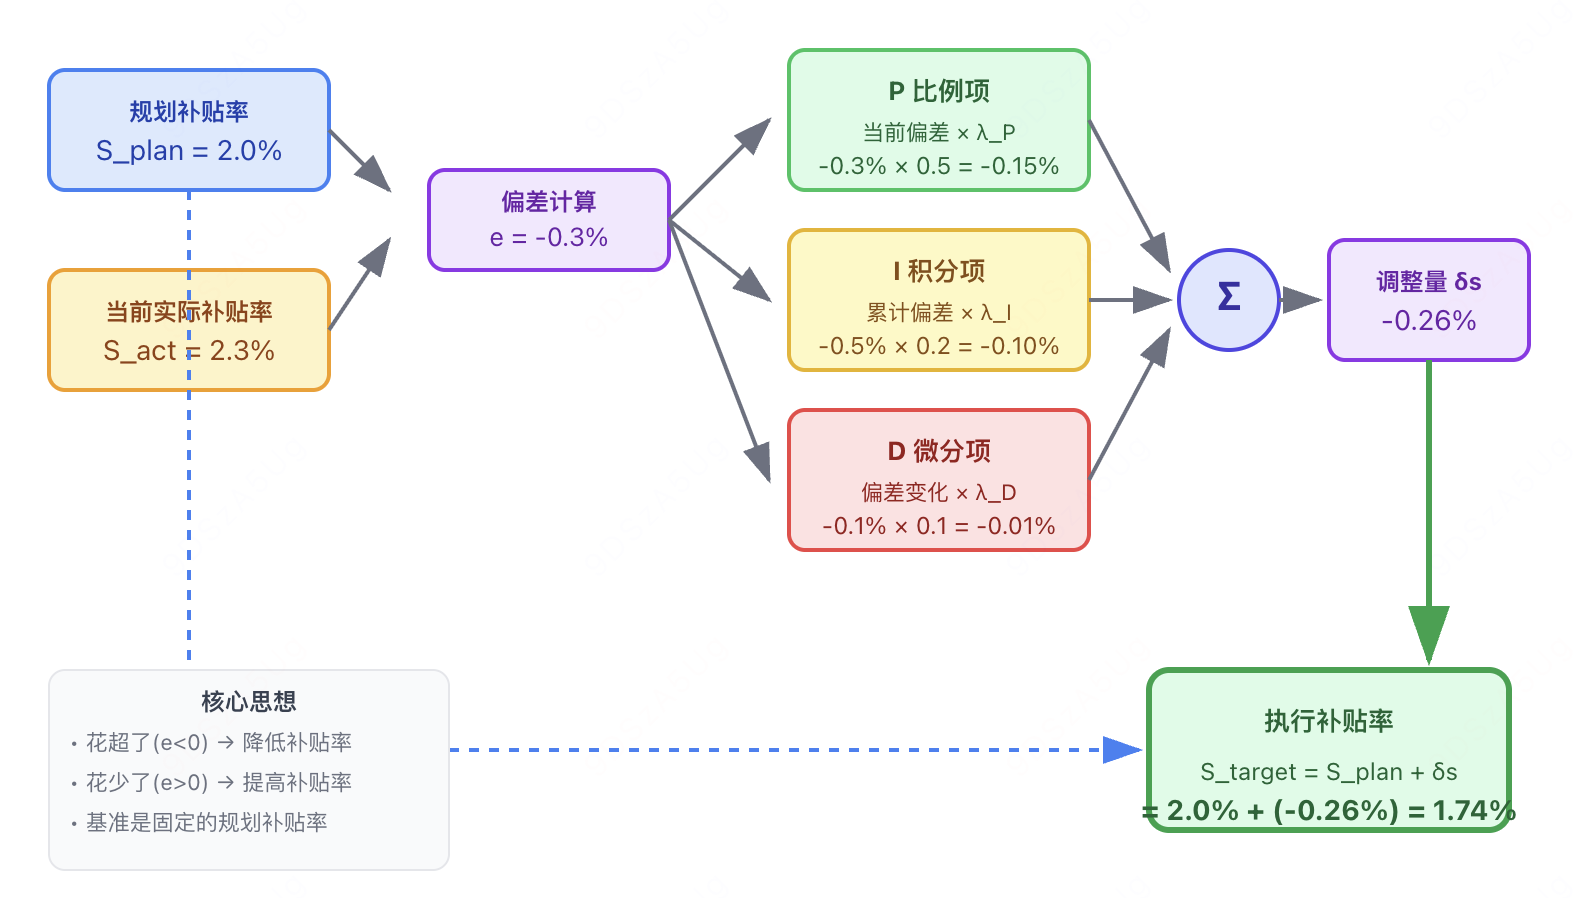 规划补贴率
S_plan = 2.0%
当前实际补贴率
S_act = 2.3%
偏差计算
e = -0.3%
P 比例项
当前偏差 × λ_P
-0.3% × 0.5 = -0.15%
I 积分项
累计偏差 × λ_I
-0.5% × 0.2 = -0.10%
D 微分项
偏差变化 × λ_D
-0.1% × 0.1 = -0.01%
Σ
调整量 δs
-0.26%
核心思想
• 花超了(e<0) → 降低补贴率
• 花少了(e>0) → 提高补贴率
• 基准是固定的规划补贴率
执行补贴率
S_target = S_plan + δs
= 2.0% + (-0.26%) = 1.74%